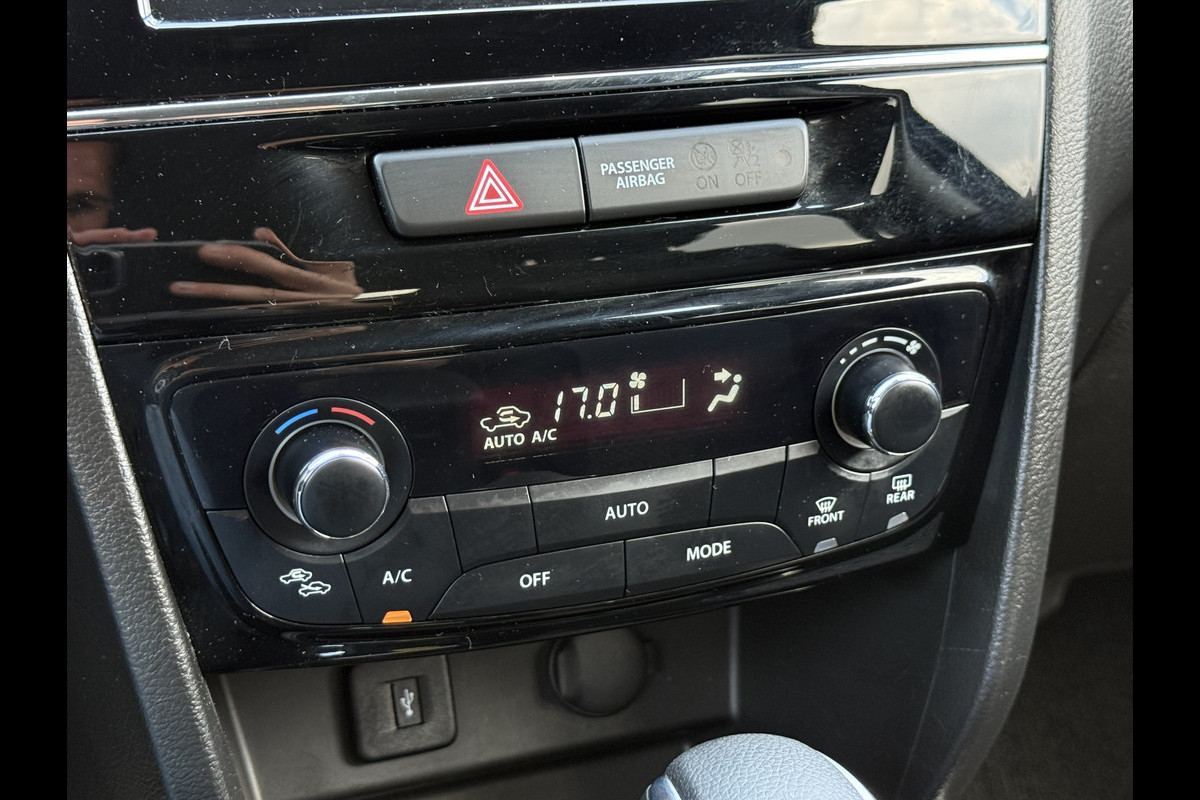 PASSENGER
AIRBAG
ON OFF
17.0
AUTO A/C
AUTO
FRONT
REAR
A/C
OFF
MODE